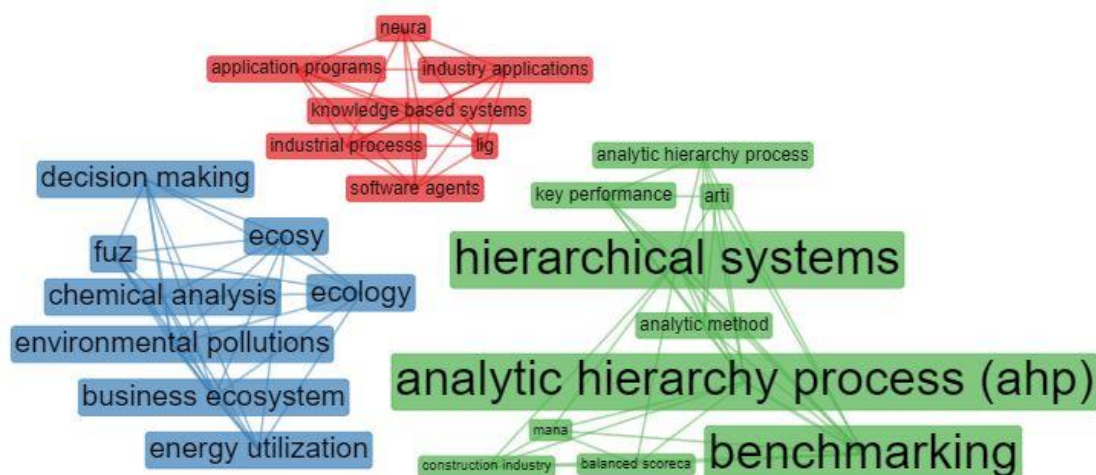 neura
application programs
industry applications
knowledge based systems
industrial processs
lig
software agents
decision making
ecosy
fuz
chemical analysis
ecology
environmental pollutions
business ecosystem
energy utilization
analytic hierarchy process
key performance
arti
hierarchical systems
analytic method
analytic hierarchy process (ahp)
mana
benchmarking
construction industry
balanced scoreca